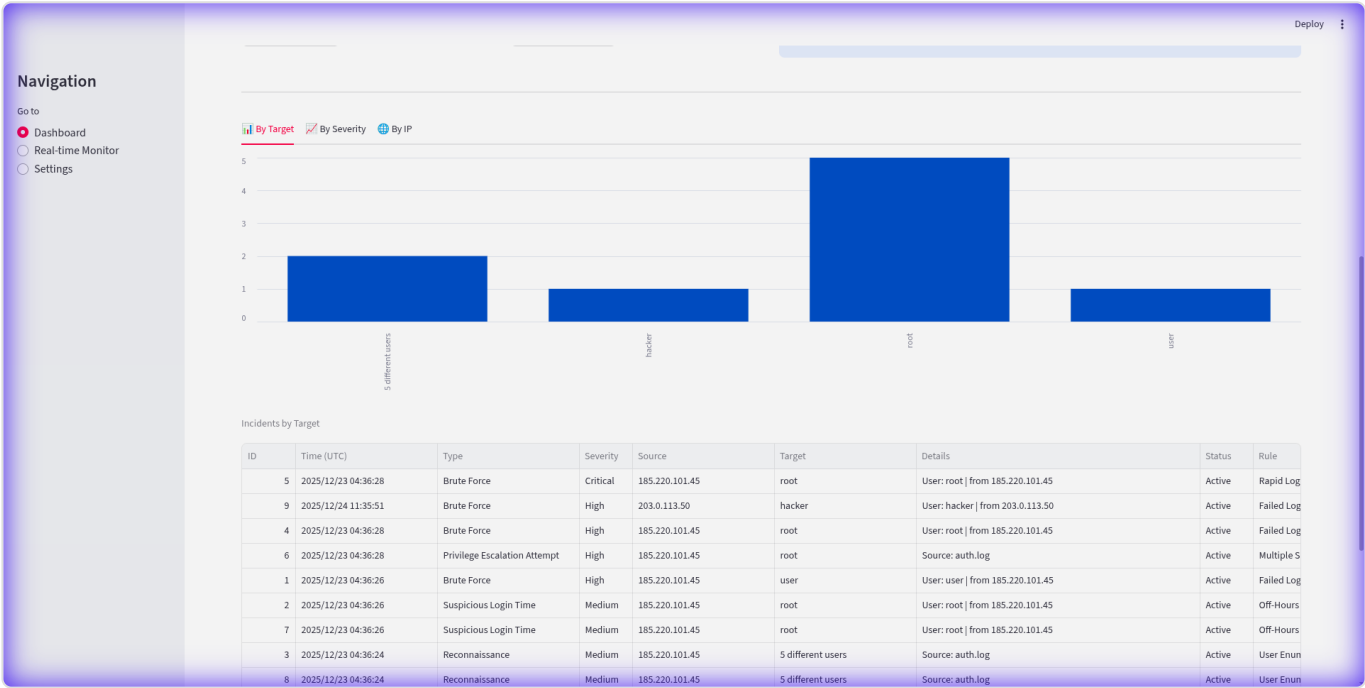 Deploy
Navigation
Go to
Dashboard
Real-time Monitor
Settings
By Target By Severity By IP
5
4
3
2
1
0
5 different users hacker root user
Incidents by Target
ID Time (UTC) Type Severity Source Target Details Status Rule
5 2025/12/23 04:36:28 Brute Force Critical 185.220.101.45 root User: root | from 185.220.101.45 Active Rapid Log
9 2025/12/24 11:35:51 Brute Force High 203.0.113.50 hacker User: hacker | from 203.0.113.50 Active Failed Log
4 2025/12/23 04:36:28 Brute Force High 185.220.101.45 root User: root | from 185.220.101.45 Active Failed Log
6 2025/12/23 04:36:28 Privilege Escalation Attempt High 185.220.101.45 root Source: auth.log Active Multiple S
1 2025/12/23 04:36:26 Brute Force High 185.220.101.45 user User: user | from 185.220.101.45 Active Failed Log
2 2025/12/23 04:36:26 Suspicious Login Time Medium 185.220.101.45 root User: root | from 185.220.101.45 Active Off-Hours
7 2025/12/23 04:36:26 Suspicious Login Time Medium 185.220.101.45 root User: root | from 185.220.101.45 Active Off-Hours
3 2025/12/23 04:36:24 Reconnaissance Medium 185.220.101.45 5 different users Source: auth.log Active User Enun
8 2025/12/23 04:36:24 Reconnaissance Medium 185.220.101.45 5 different users Source: auth.log Active User Enun